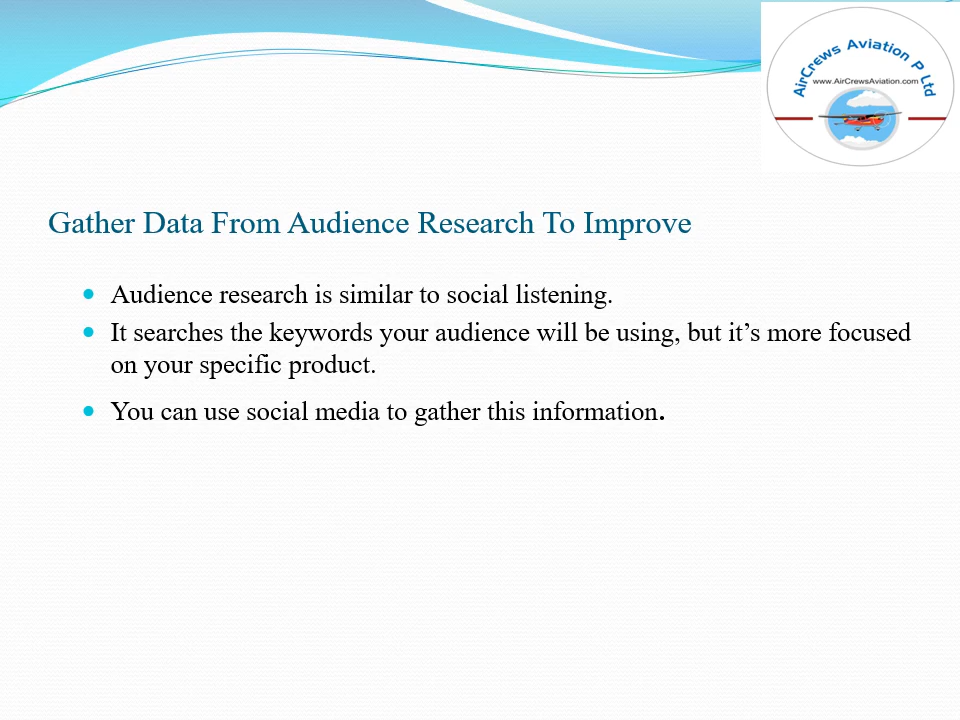 AirCrews Aviation P Ltd
www.AirCrewsAviation.com
Gather Data From Audience Research To Improve
Audience research is similar to social listening.
It searches the keywords your audience will be using, but it’s more focused
on your specific product.
You can use social media to gather this information.